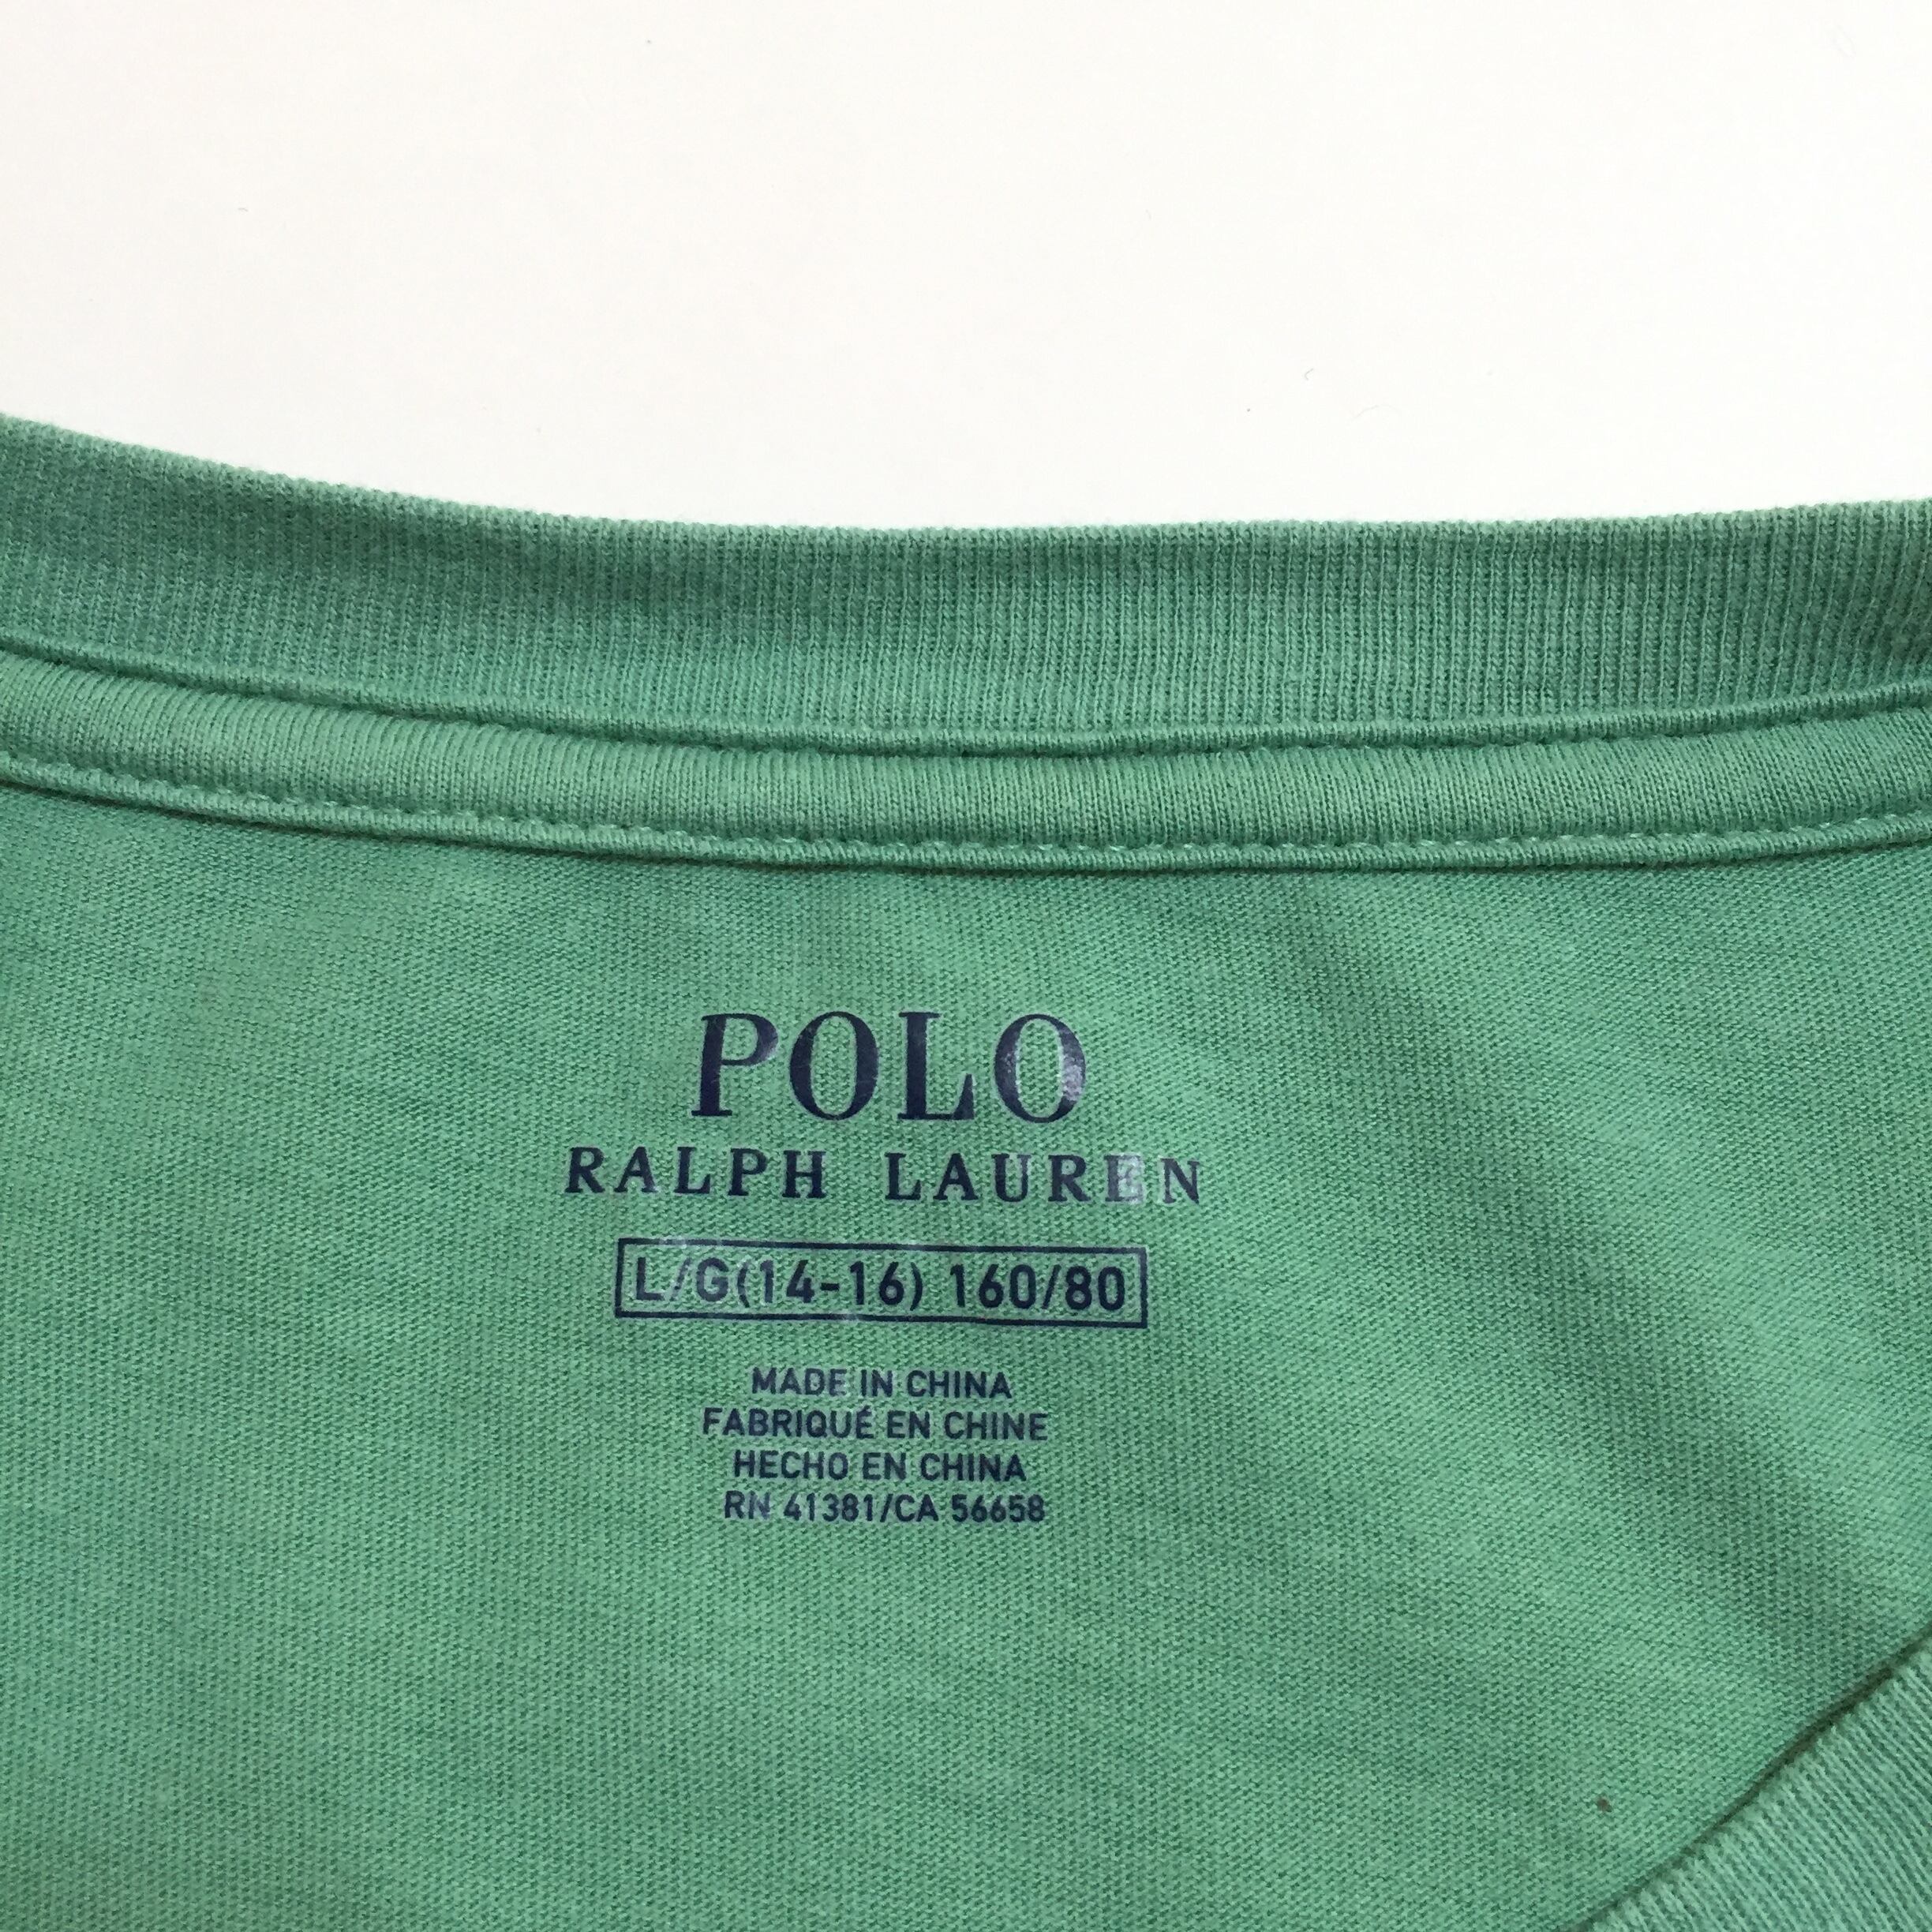 POLO
RALPH LAUREN
L/G(14-16) 160/80
MADE IN CHINA
FABRIQUÉ EN CHINE
HECHO EN CHINA
RN 41381/CA 56658